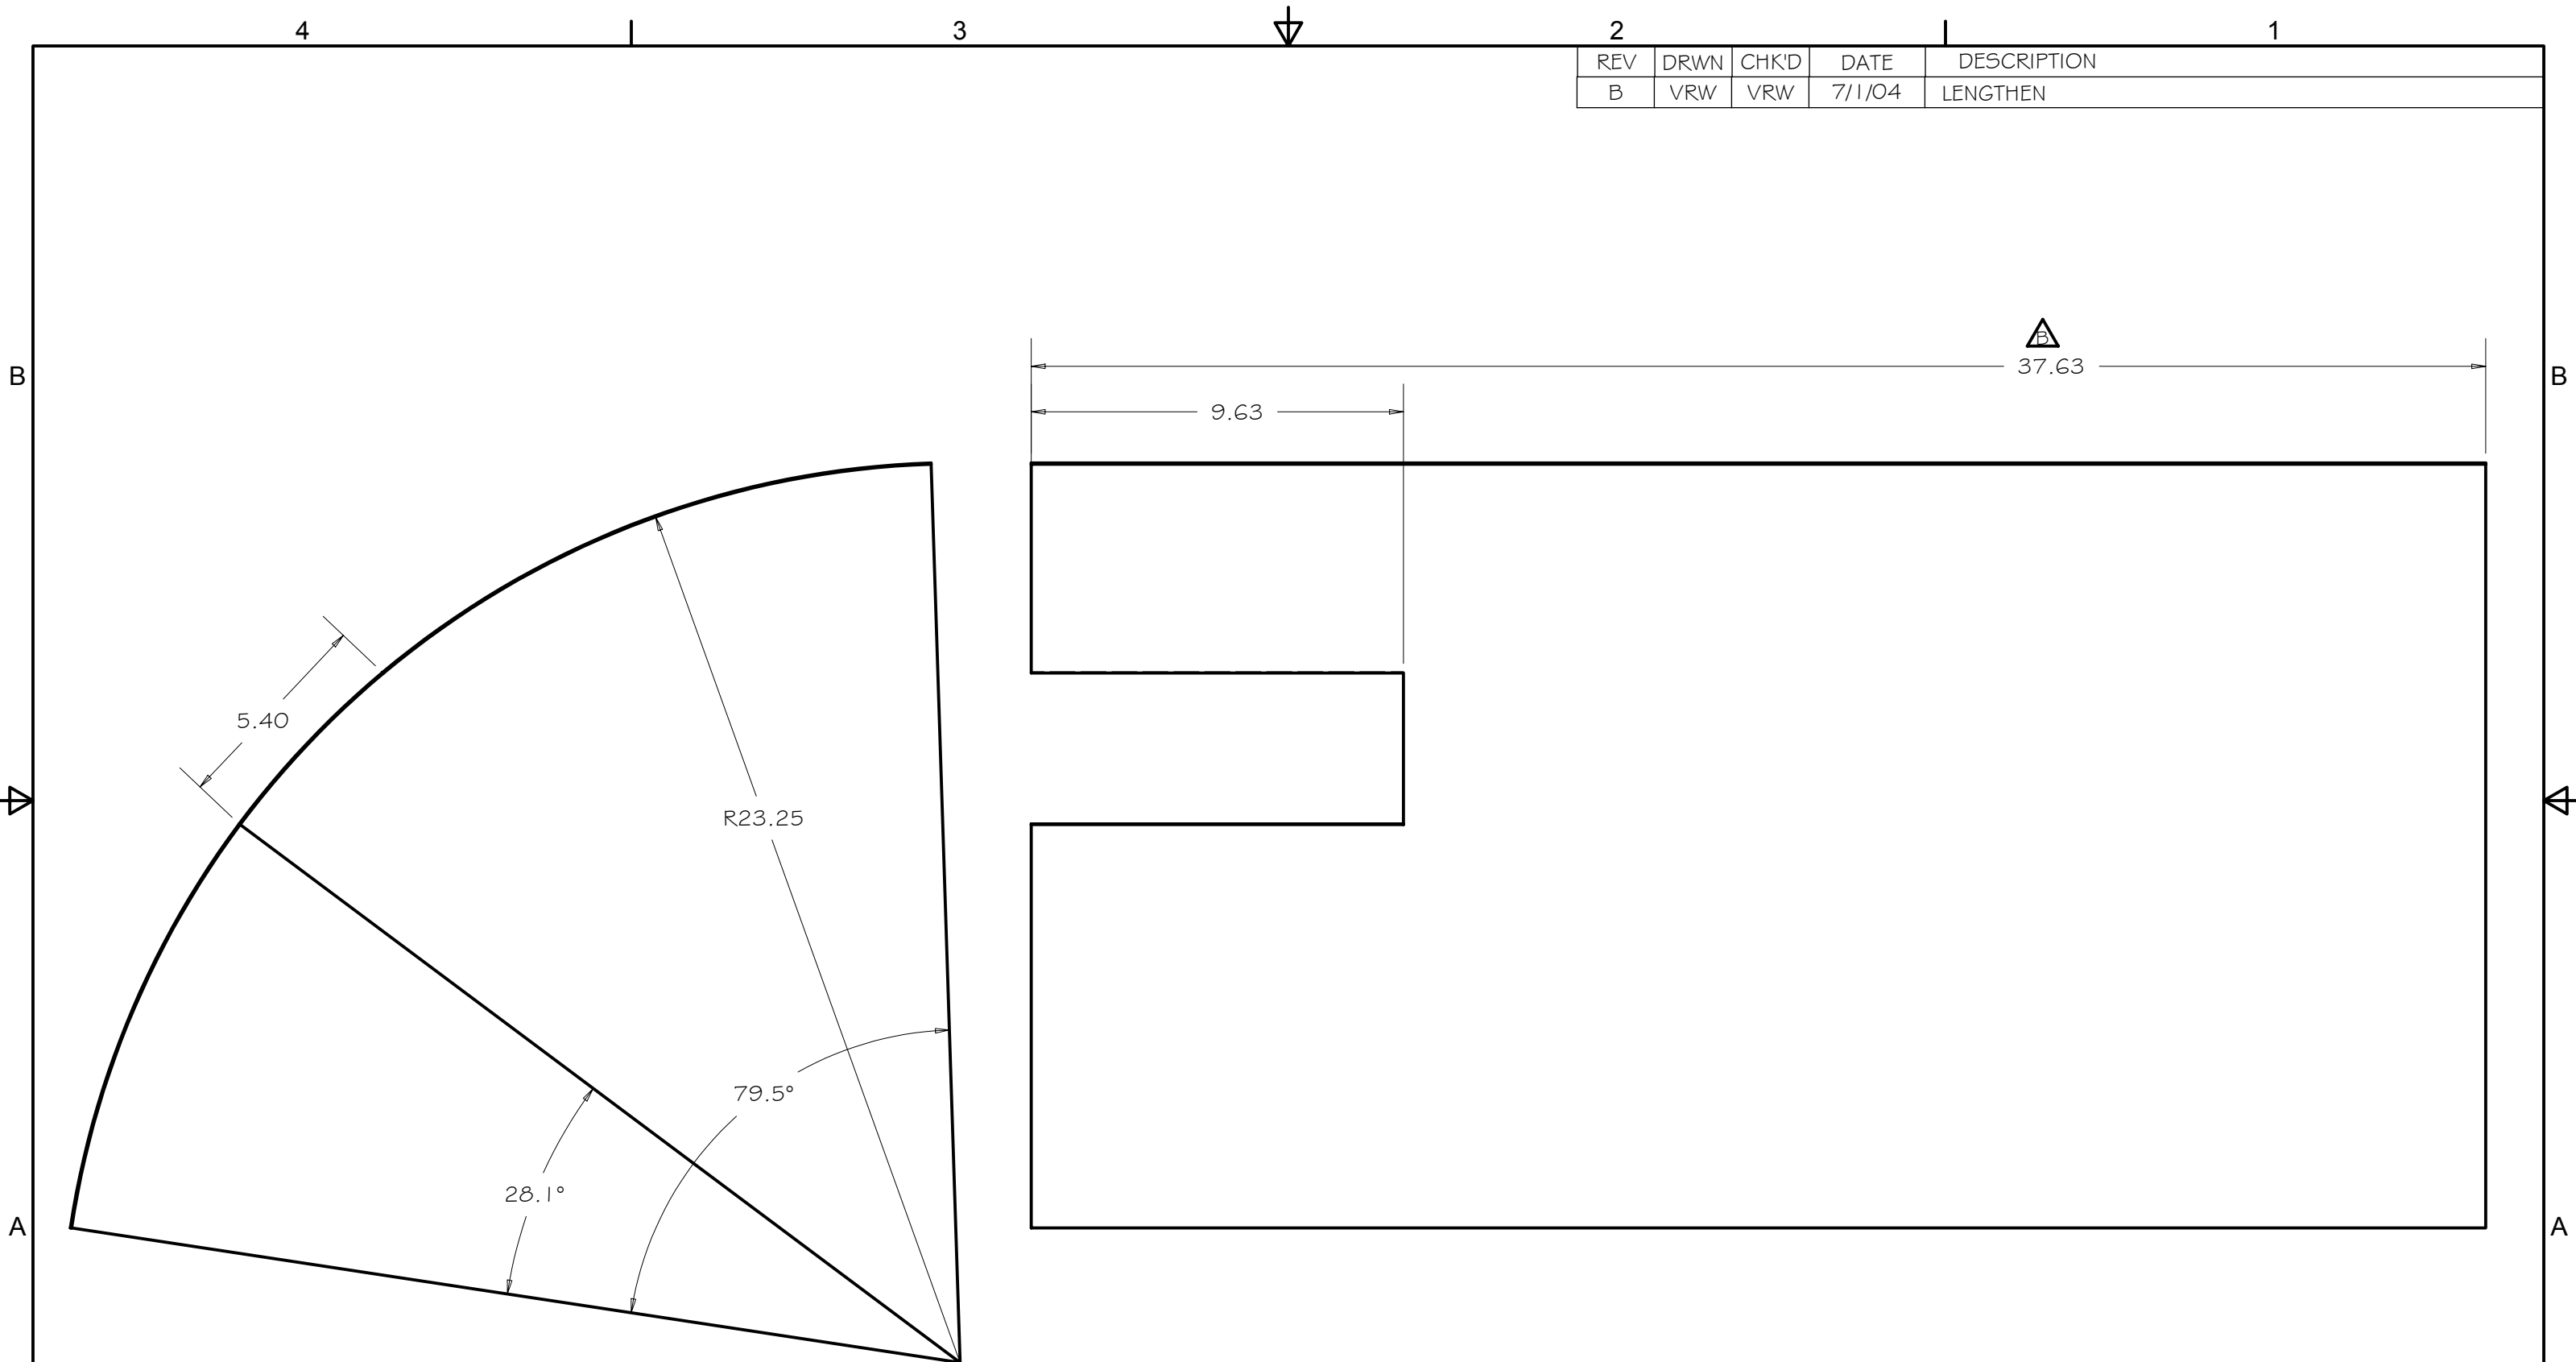 4 3 2 1
REV DRWN CHK'D DATE DESCRIPTION
B VRW VRW 7/1/04 LENGTHEN
B
B 37.63 B
9.63
5.40
R23.25
79.5°
28.1°
A A